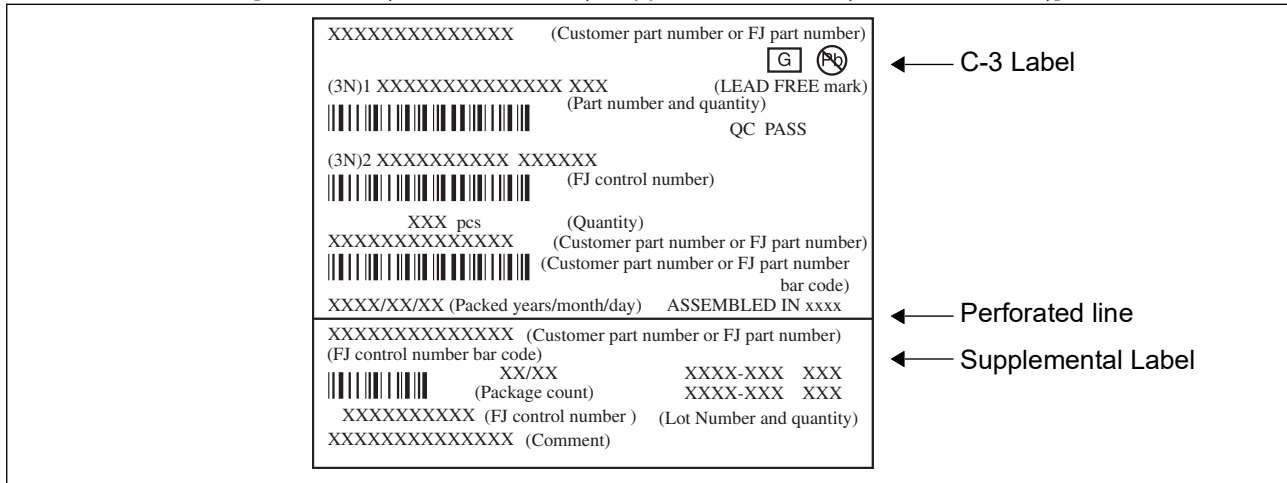 XXXXXXXXXXXXXX (Customer part number or FJ part number)
G Pb
C-3 Label
(3N)1 XXXXXXXXXXXXXX XXX (LEAD FREE mark)
(Part number and quantity)
QC PASS
(3N)2 XXXXXXXXXX XXXXXX
(FJ control number)
XXX pcs (Quantity)
XXXXXXXXXXXXXX (Customer part number or FJ part number)
(Customer part number or FJ part number
bar code)
XXXX/XX/XX (Packed years/month/day) ASSEMBLED IN xxxx
Perforated line
XXXXXXXXXXXXXX (Customer part number or FJ part number)
(FJ control number bar code)
Supplemental Label
XX/XX XXXX-XXX XXX
(Package count) XXXX-XXX XXX
XXXXXXXXXX (FJ control number ) (Lot Number and quantity)
XXXXXXXXXXXXXX (Comment)